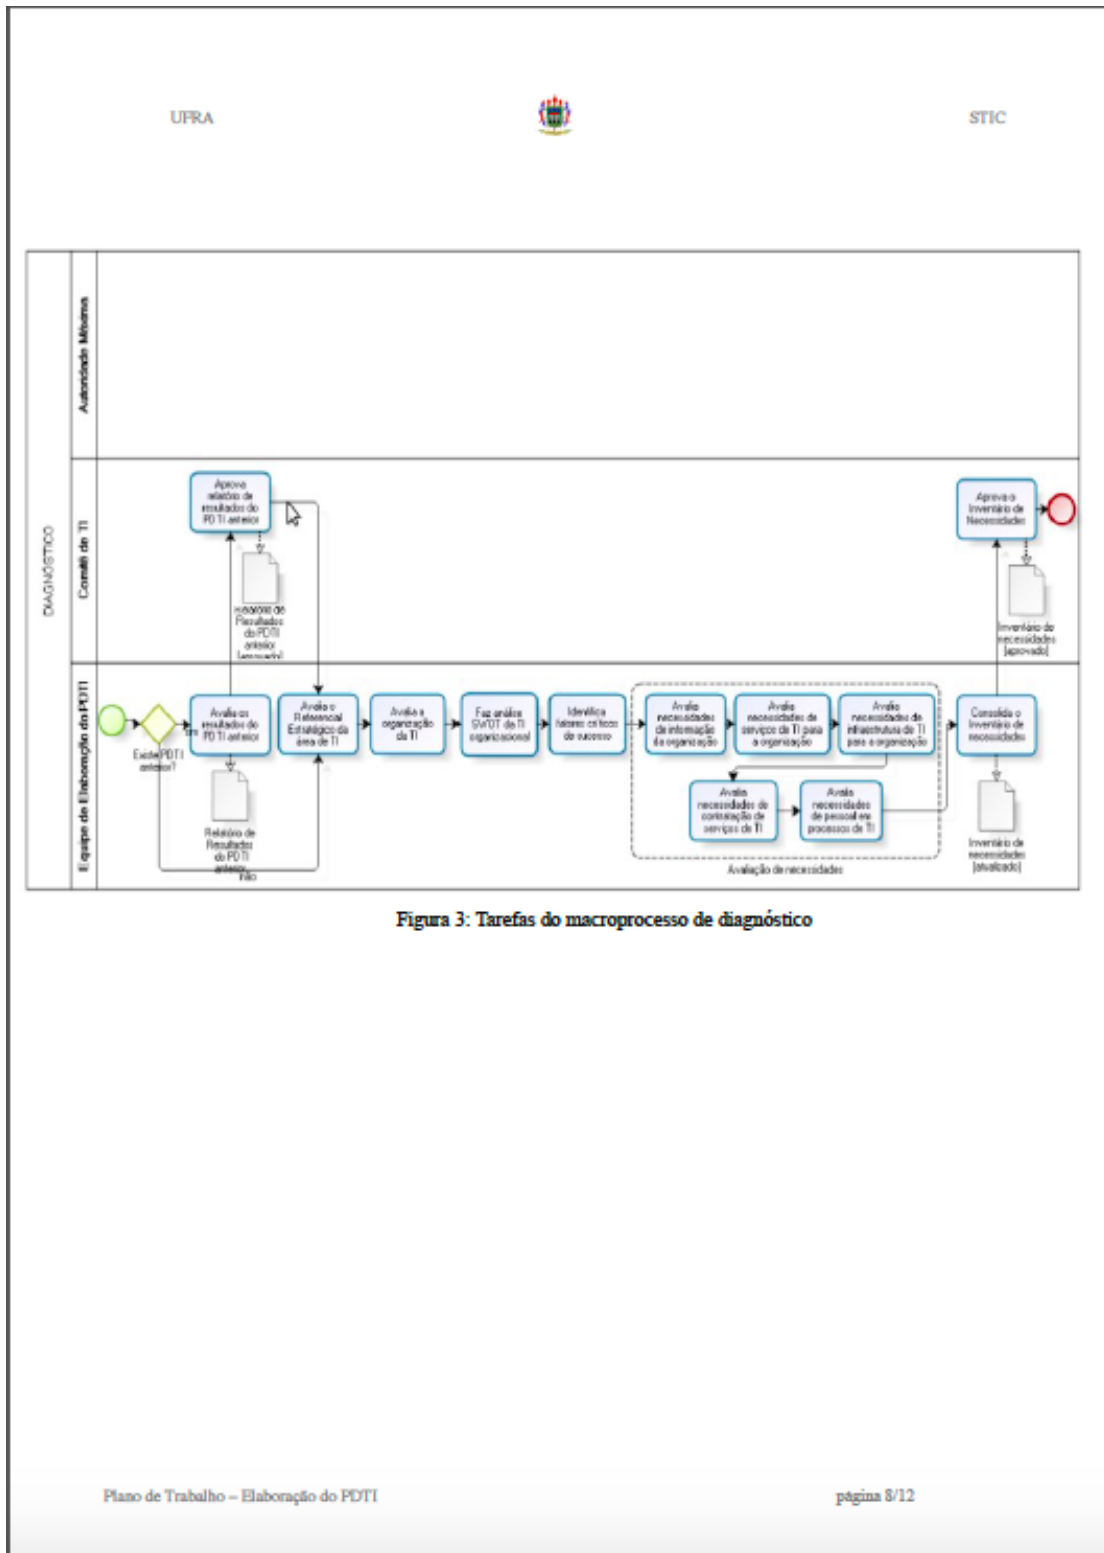 UFRA
STIC
DIAGNÓSTICO
Autoridade Máxima
Comitê de TI
Equipe de Elaboração do PDTI
Aprova
relatório de
resultados do
PDTI anterior
Relatório de
Resultados
do PDTI
anterior
[aprovado]
Aprova o
Inventário de
Necessidades
Inventário de
necessidades
[aprovado]
Existe PDTI
anterior?
sim
não
Avalia os
resultados do
PDTI anterior
Relatório de
Resultados
do PDTI
anterior
Avalia o
Referencial
Estratégico da
área de TI
Avalia a
organização
da TI
Faz análise
SWOT da TI
organizacional
Identifica
fatores críticos
de sucesso
Avalia
necessidades
de informação
da organização
Avalia
necessidades de
serviços de TI para
a organização
Avalia
necessidades de
infraestrutura de TI
para a organização
Avalia
necessidades de
contratação de
serviços de TI
Avalia
necessidades
de pessoal em
processos de TI
Avaliação de necessidades
Consolida o
Inventário de
necessidades
Inventário de
necessidades
[atualizado]
Figura 3: Tarefas do macroprocesso de diagnóstico
Plano de Trabalho – Elaboração do PDTI
página 8/12